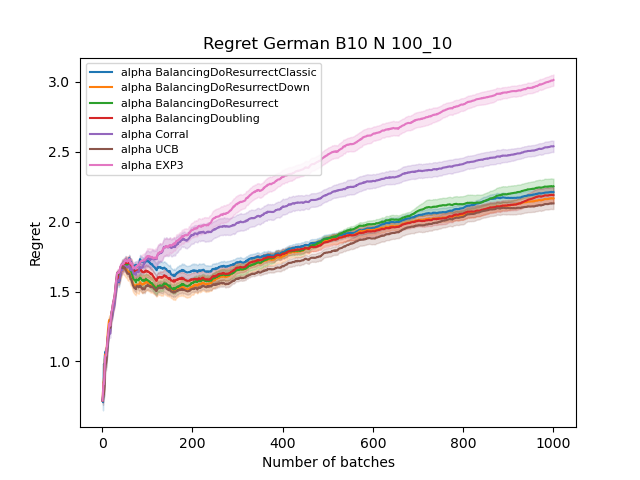 Regret German B10 N 100_10
alpha BalancingDoResurrectClassic
alpha BalancingDoResurrectDown
alpha BalancingDoResurrect
alpha BalancingDoubling
alpha Corral
alpha UCB
alpha EXP3
3.0
2.5
2.0
1.5
1.0
Regret
0 200 400 600 800 1000
Number of batches